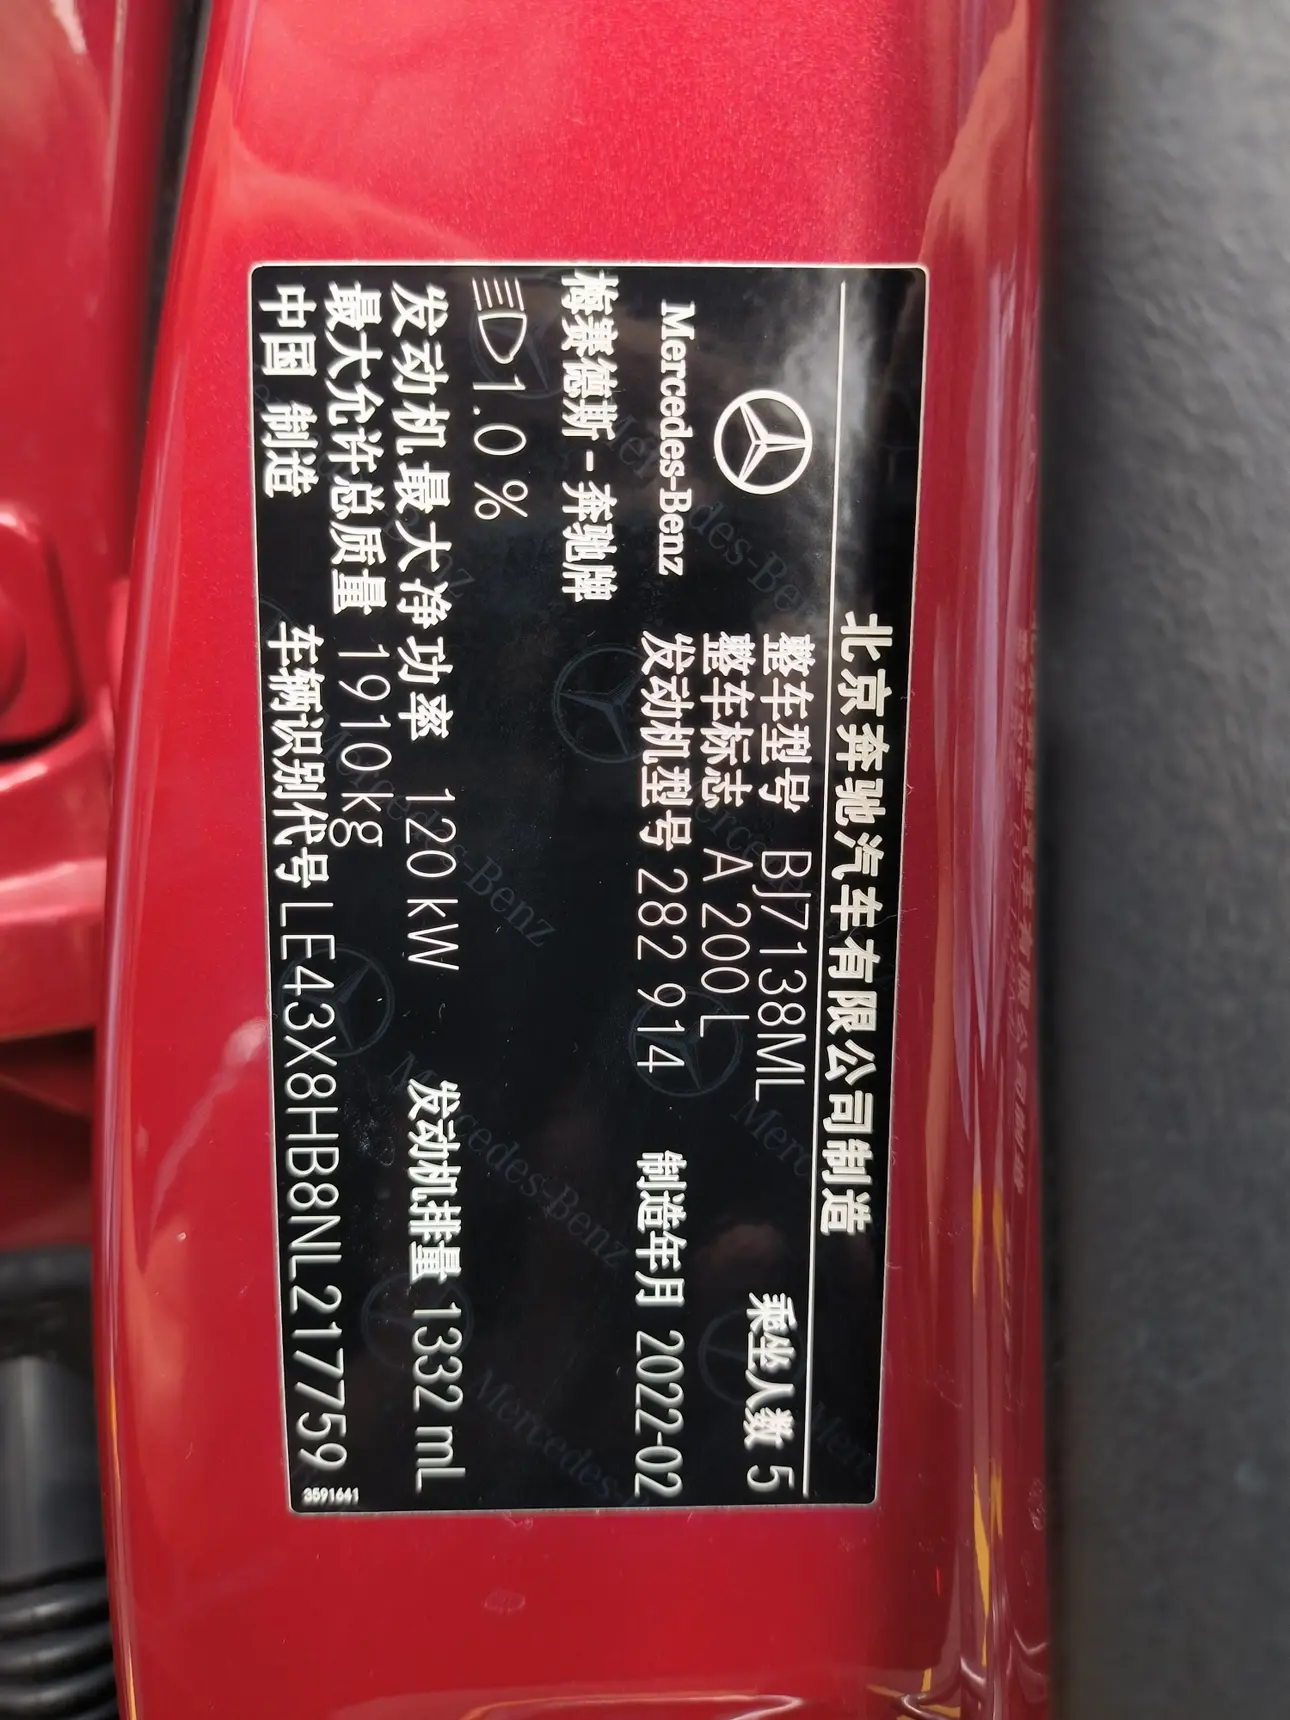 北京奔驰汽车有限公司制造
Mercedes-Benz
梅赛德斯-奔驰牌
整车型号 BJ7138ML 乘坐人数 5
整车标志 A 200 L
发动机型号 282 914 制造年月 2022-02
1.0 %
发动机最大净功率 120 kW 发动机排量 1332 mL
最大允许总质量 1910kg
中国 制造 车辆识别代号 LE43X8HB8NL217759
3591641